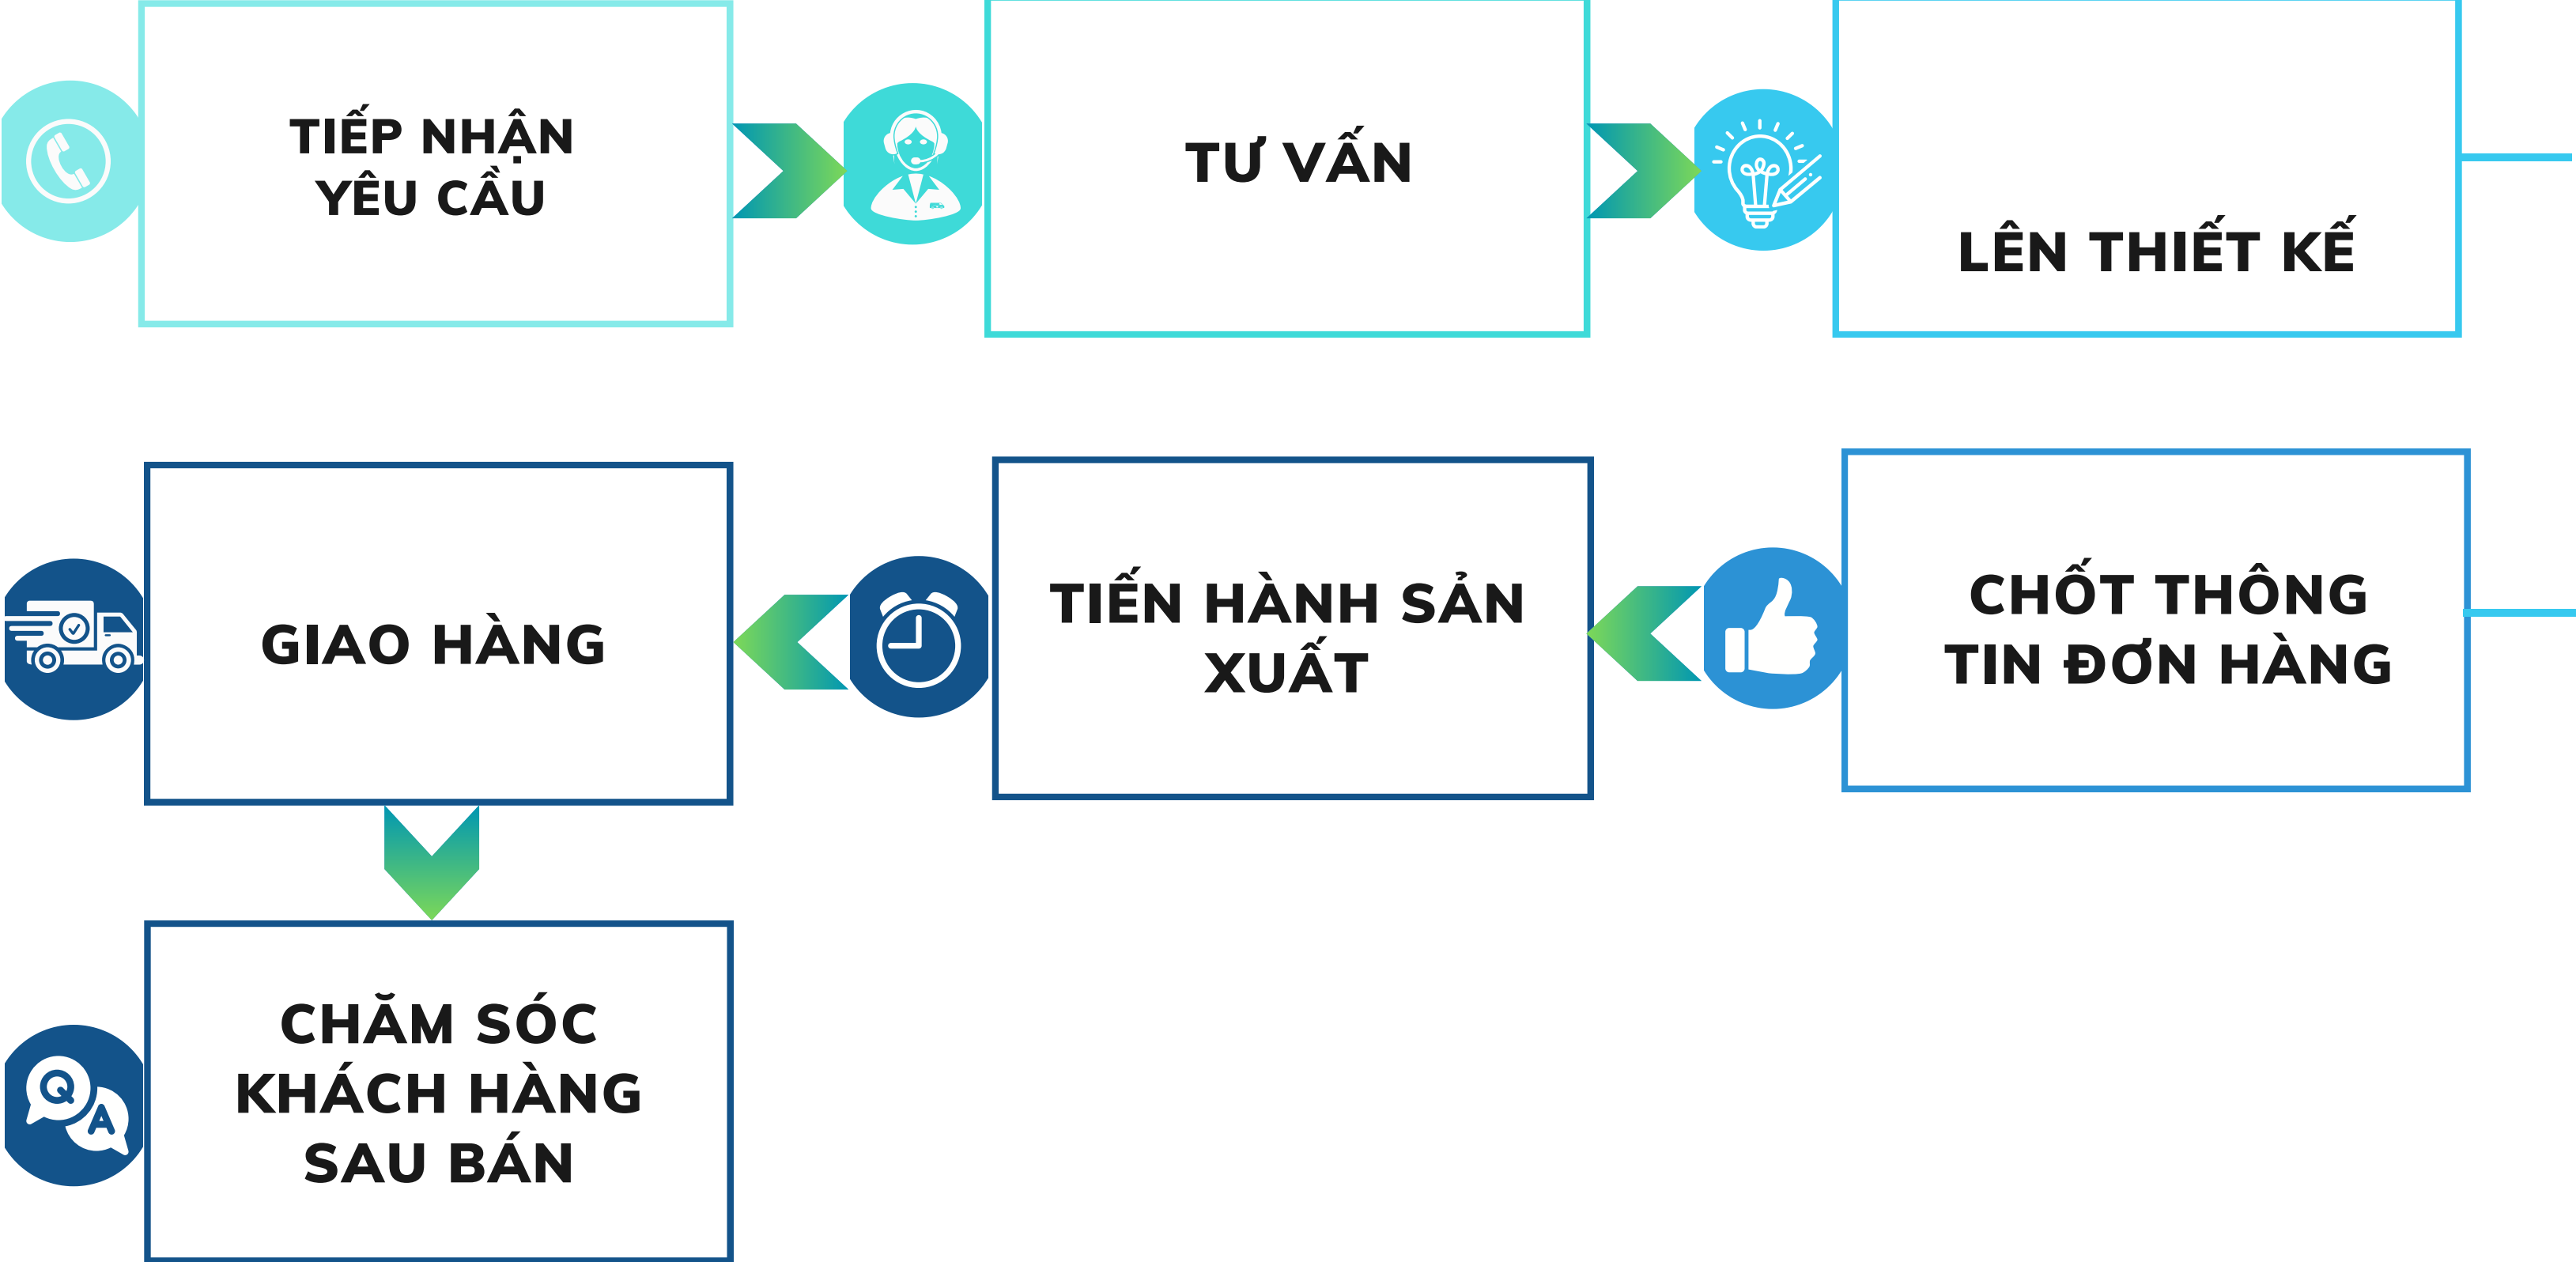 TIẾP NHẬN
YÊU CẦU
TƯ VẤN
LÊN THIẾT KẾ
CHỐT THÔNG
TIN ĐƠN HÀNG
TIẾN HÀNH SẢN
XUẤT
GIAO HÀNG
CHĂM SÓC
KHÁCH HÀNG
SAU BÁN
Q
A